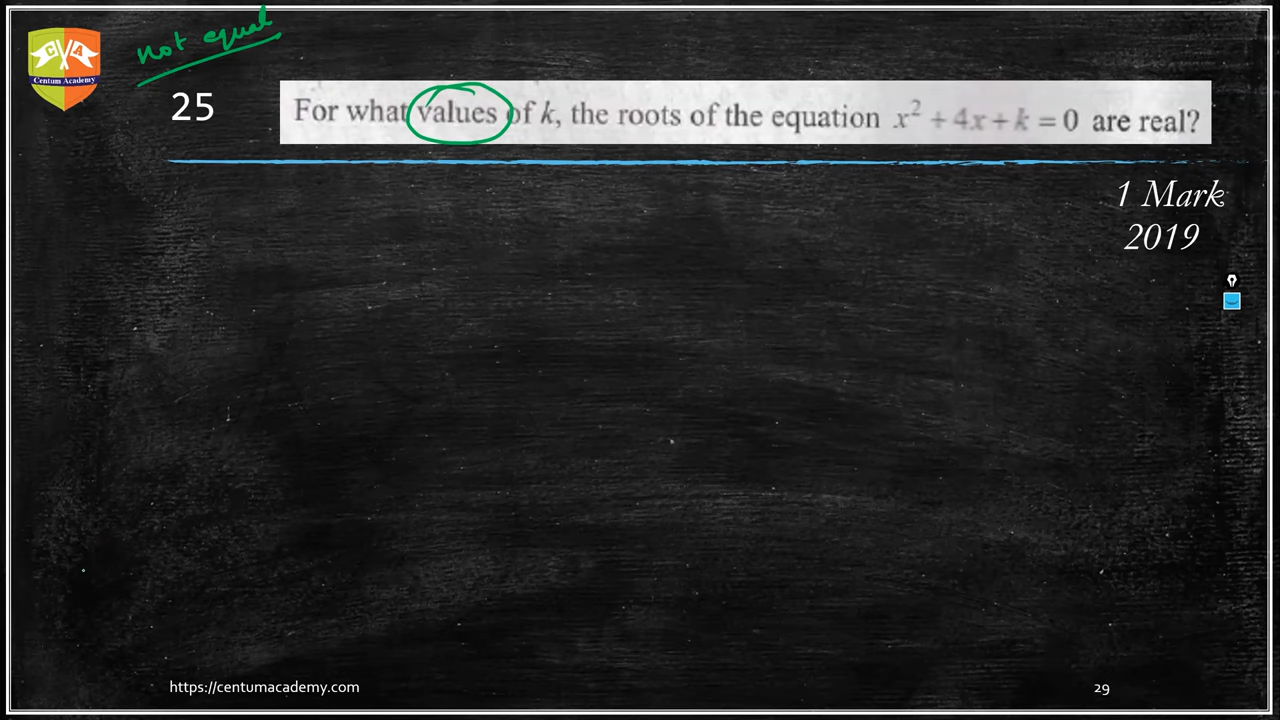 not equal
C A
Centum Academy
25
For what values of k, the roots of the equation x² + 4x + k = 0 are real?
1 Mark
2019
https://centumacademy.com
29